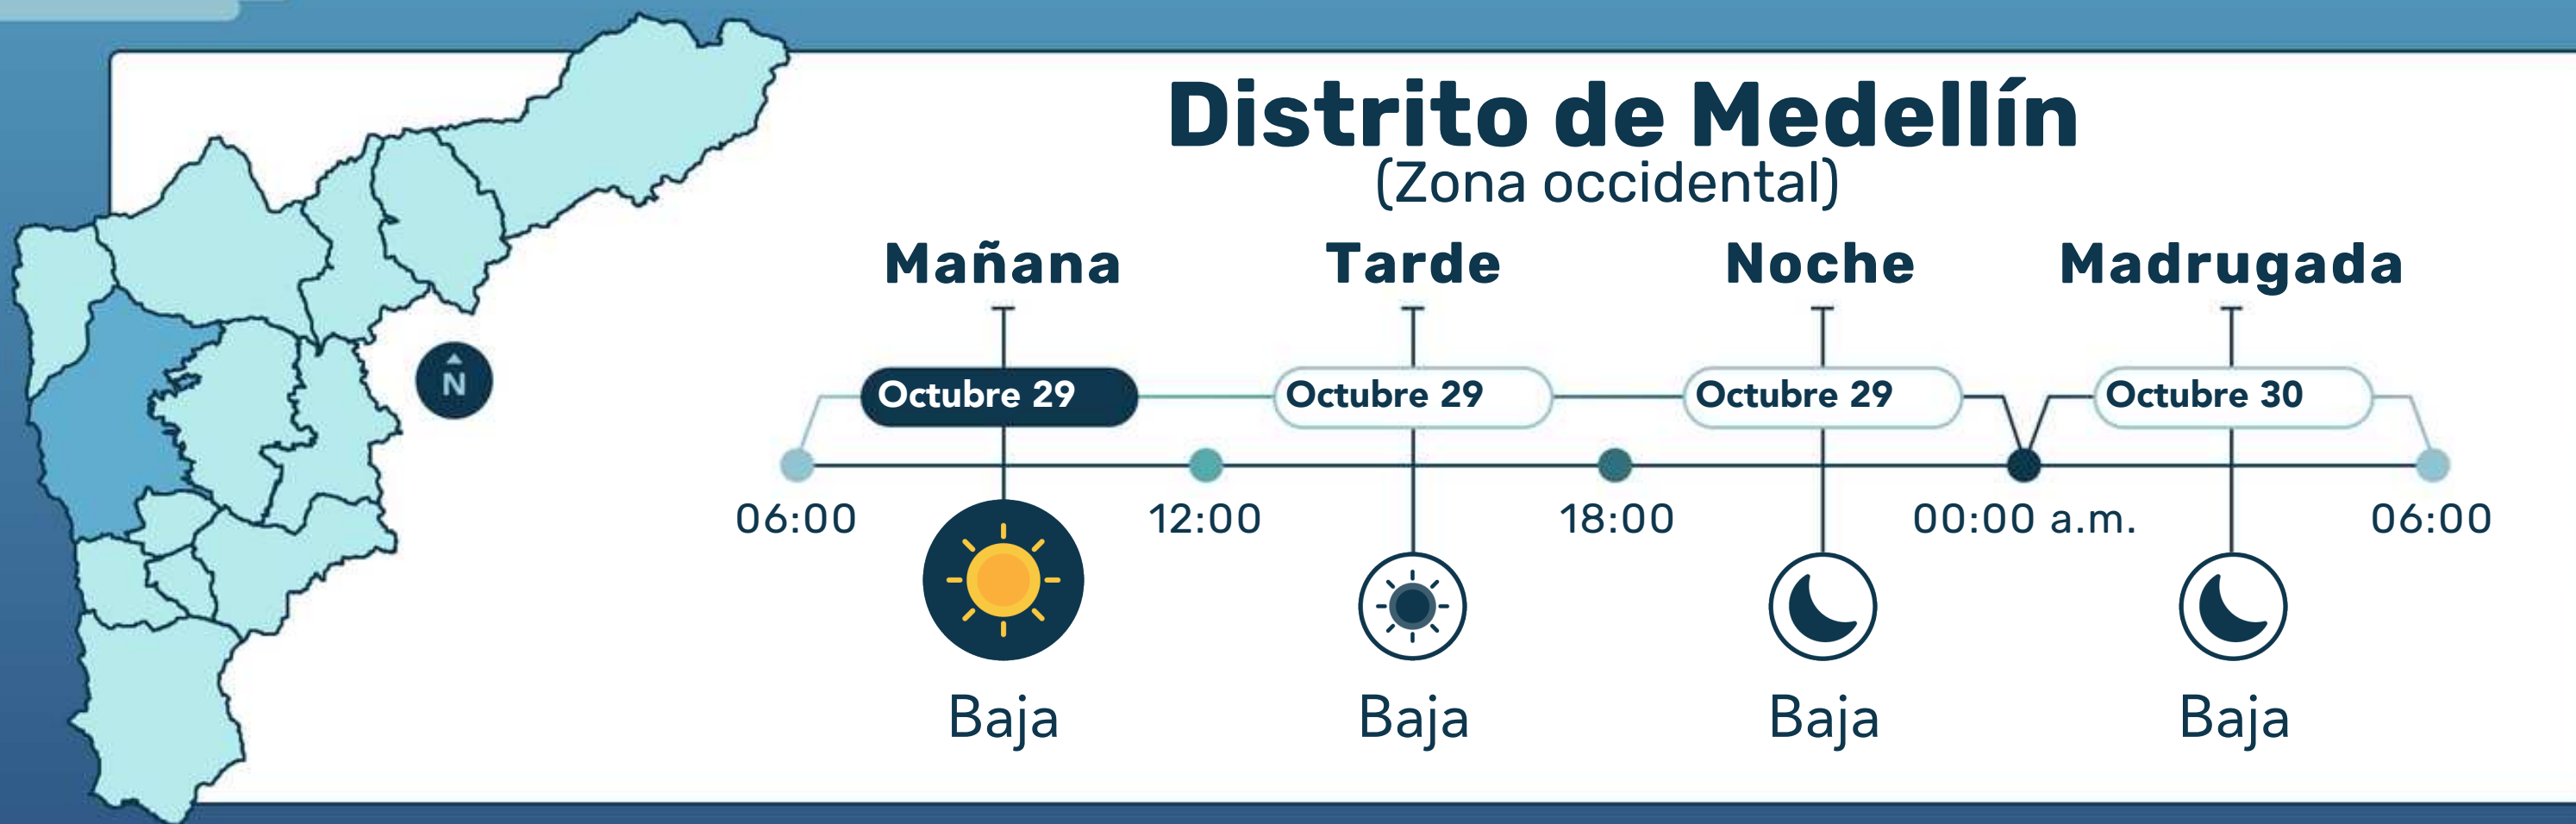 Distrito de Medellín
(Zona occidental)
Mañana Tarde Noche Madrugada
N
Octubre 29 Octubre 29 Octubre 29 Octubre 30
06:00 12:00 18:00 00:00 a.m. 06:00
Baja Baja Baja Baja